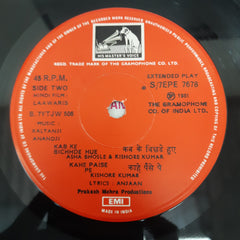 HIS MASTER'S VOICE
REGD. TRADE MARK OF THE GRAMOPHONE CO.
45 R.P.M.
SIDE TWO
HINDI FILM :
LAAWARIS
EXTENDED PLAY
S/7EPE 7678
℗ 1981
THE GRAMOPHONE
CO. OF INDIA LTD.
S. 7YTJW 506
MUSIC :
KALYANJI
ANANDJI
KAB KE
BICHHDE HUE
कब के बिछड़े हुए
ASHA BHOSLE & KISHORE KUMAR
KAHE PAISE
PE
काहे पैसे पे
KISHORE KUMAR
LYRICS ANJAAN
Prakash Mehra Productions
EMI
MADE IN INDIA